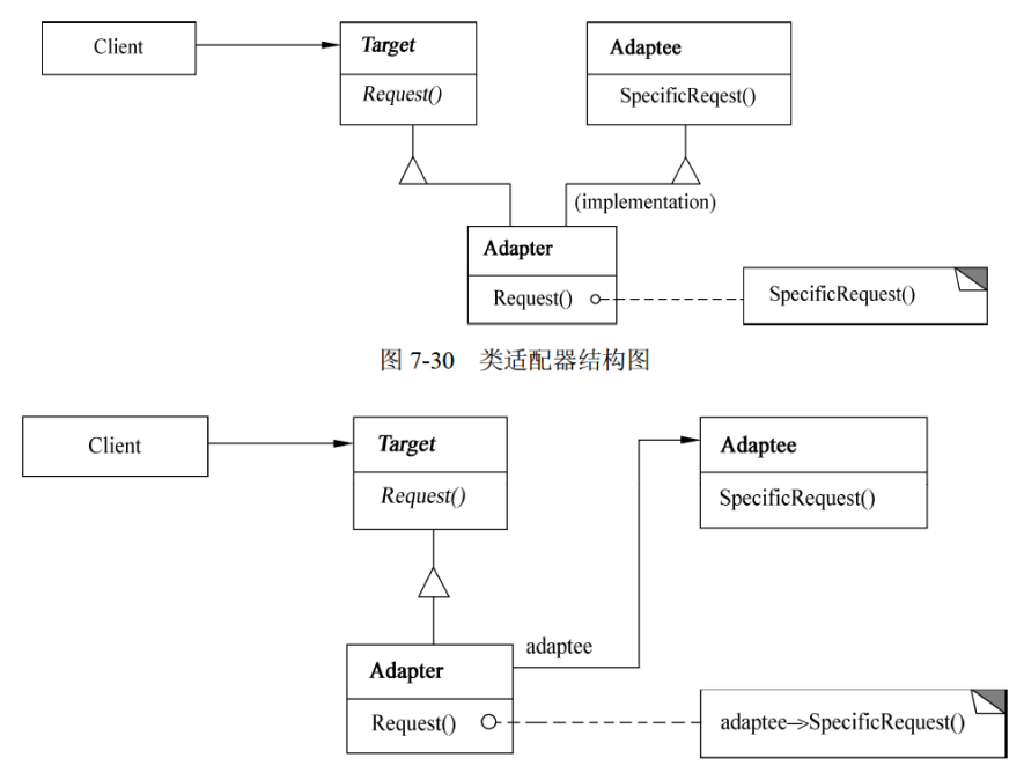 Client
Target
Request()
Adaptee
SpecificReqest()
(implementation)
Adapter
Request()
SpecificRequest()
图 7-30 类适配器结构图
Client
Target
Request()
Adaptee
SpecificRequest()
adaptee
Adapter
Request()
adaptee->SpecificRequest()